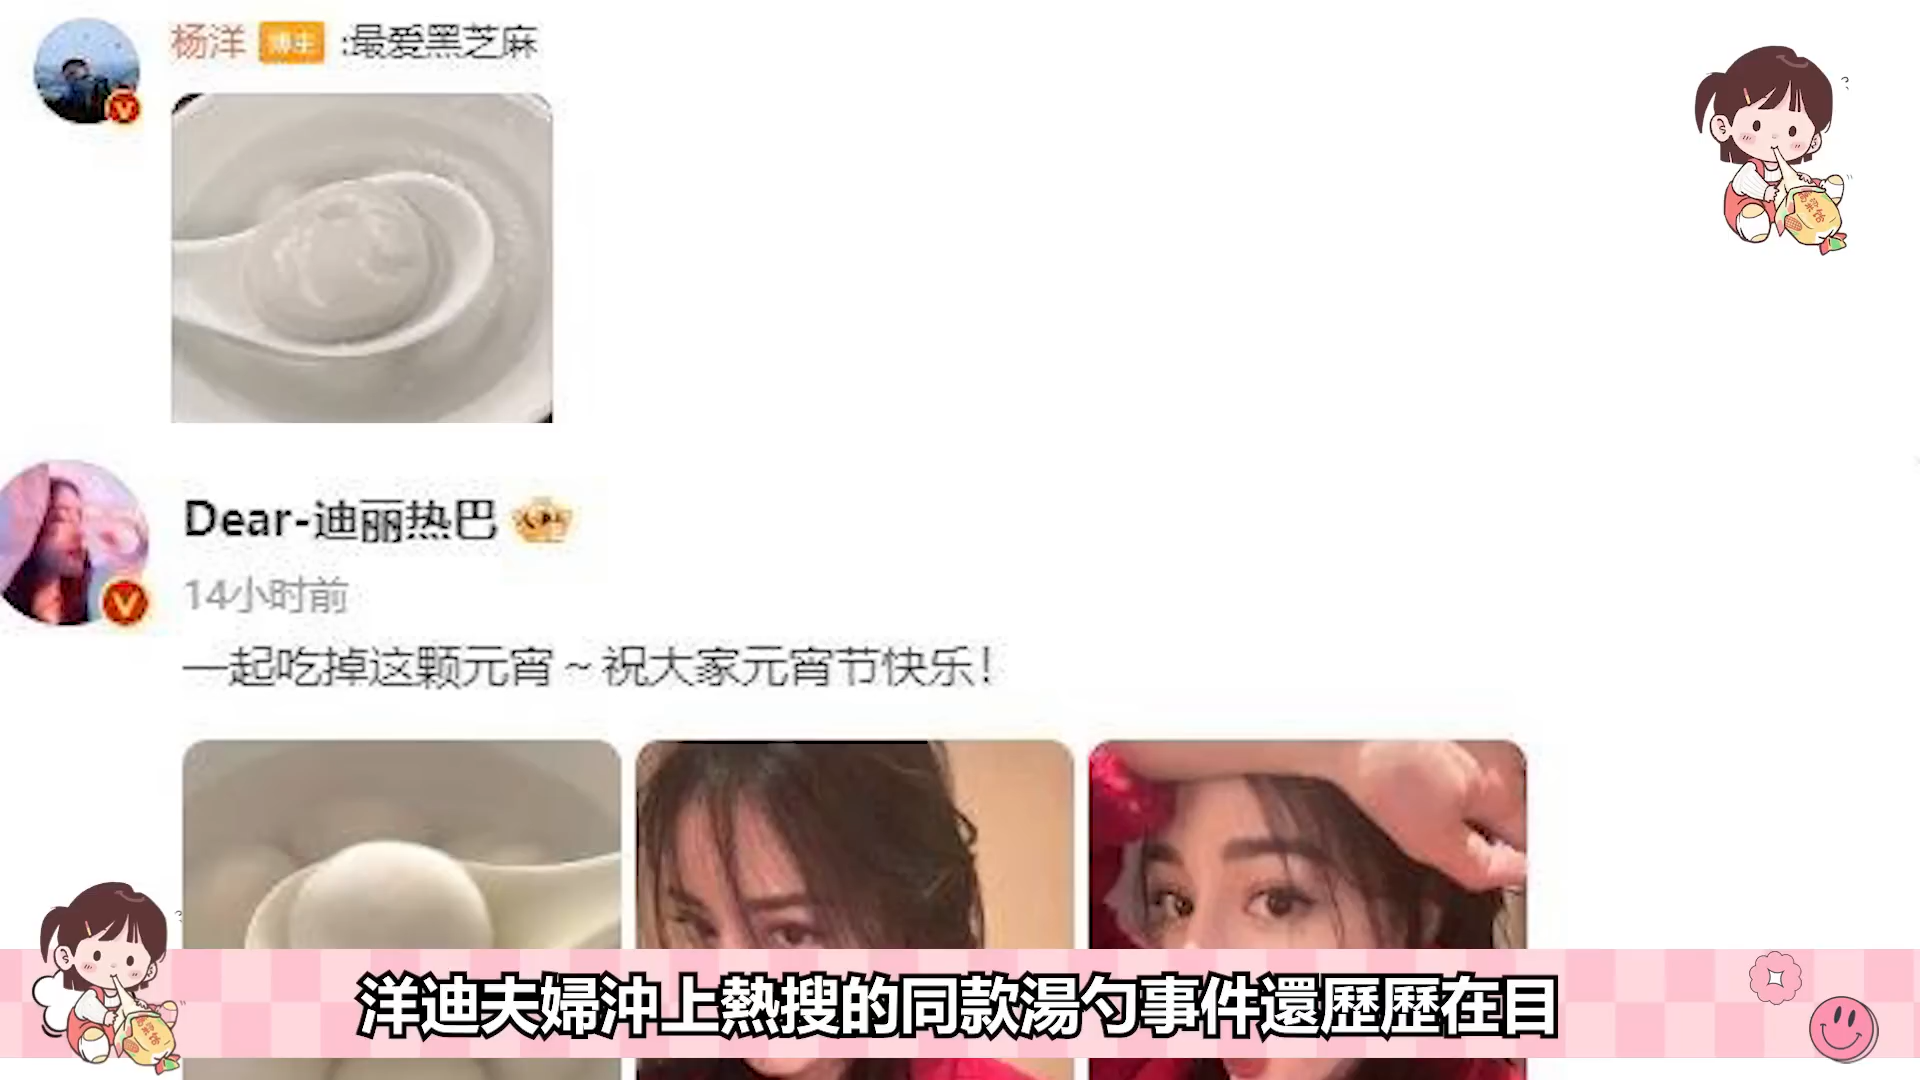 杨洋 博主 :最爱黑芝麻
Dear-迪丽热巴
14小时前
一起吃掉这颗元宵~祝大家元宵节快乐!
洋迪夫婦沖上熱搜的同款湯勺事件還歷歷在目